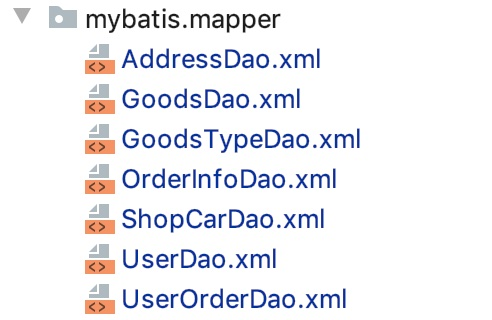 mybatis.mapper
AddressDao.xml
GoodsDao.xml
GoodsTypeDao.xml
OrderInfoDao.xml
ShopCarDao.xml
UserDao.xml
UserOrderDao.xml